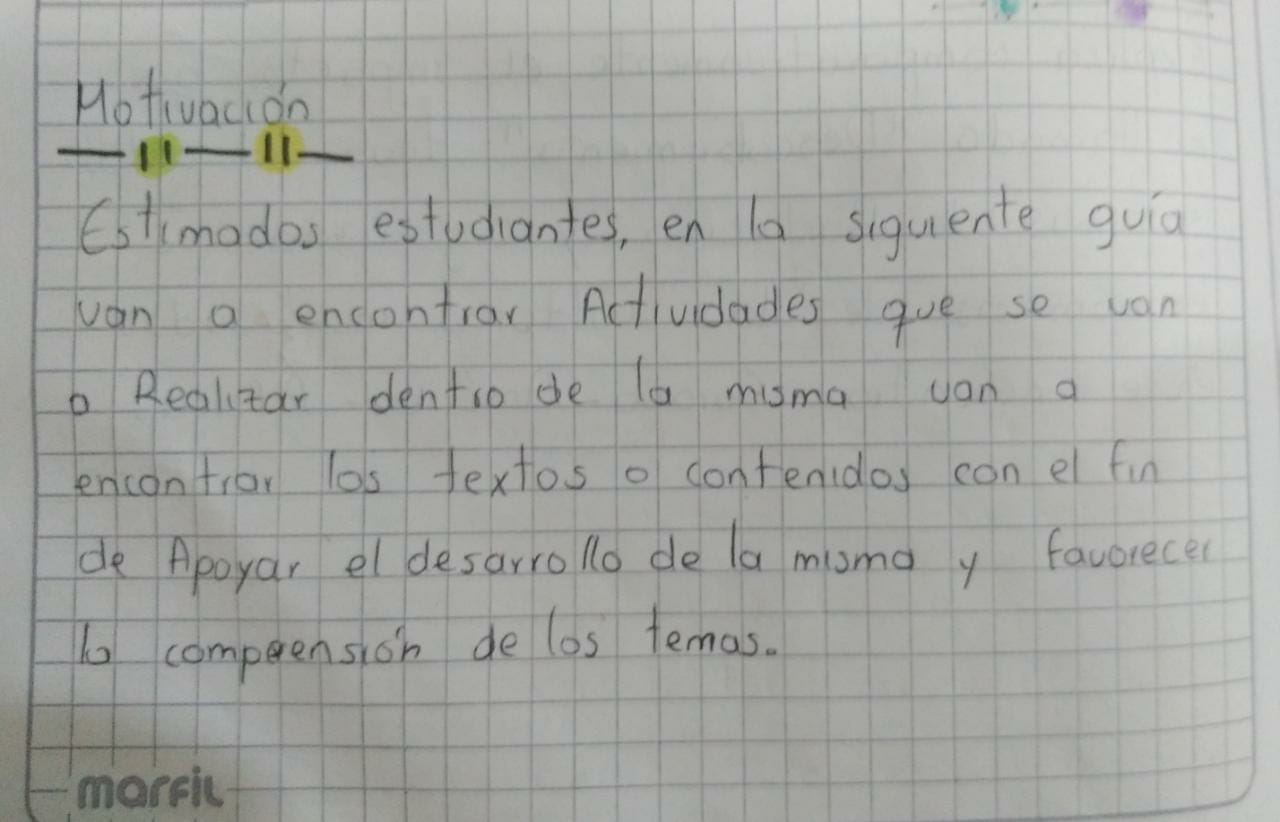 Motivación
Estimados estudiantes, en la siguiente guía
van a encontrar Actividades que se van
a Realizar dentro de la misma van a
encontrar los textos o contenidos con el fin
de Apoyar el desarrollo de la misma y favorecer
la compeensión de los temas.
marfil